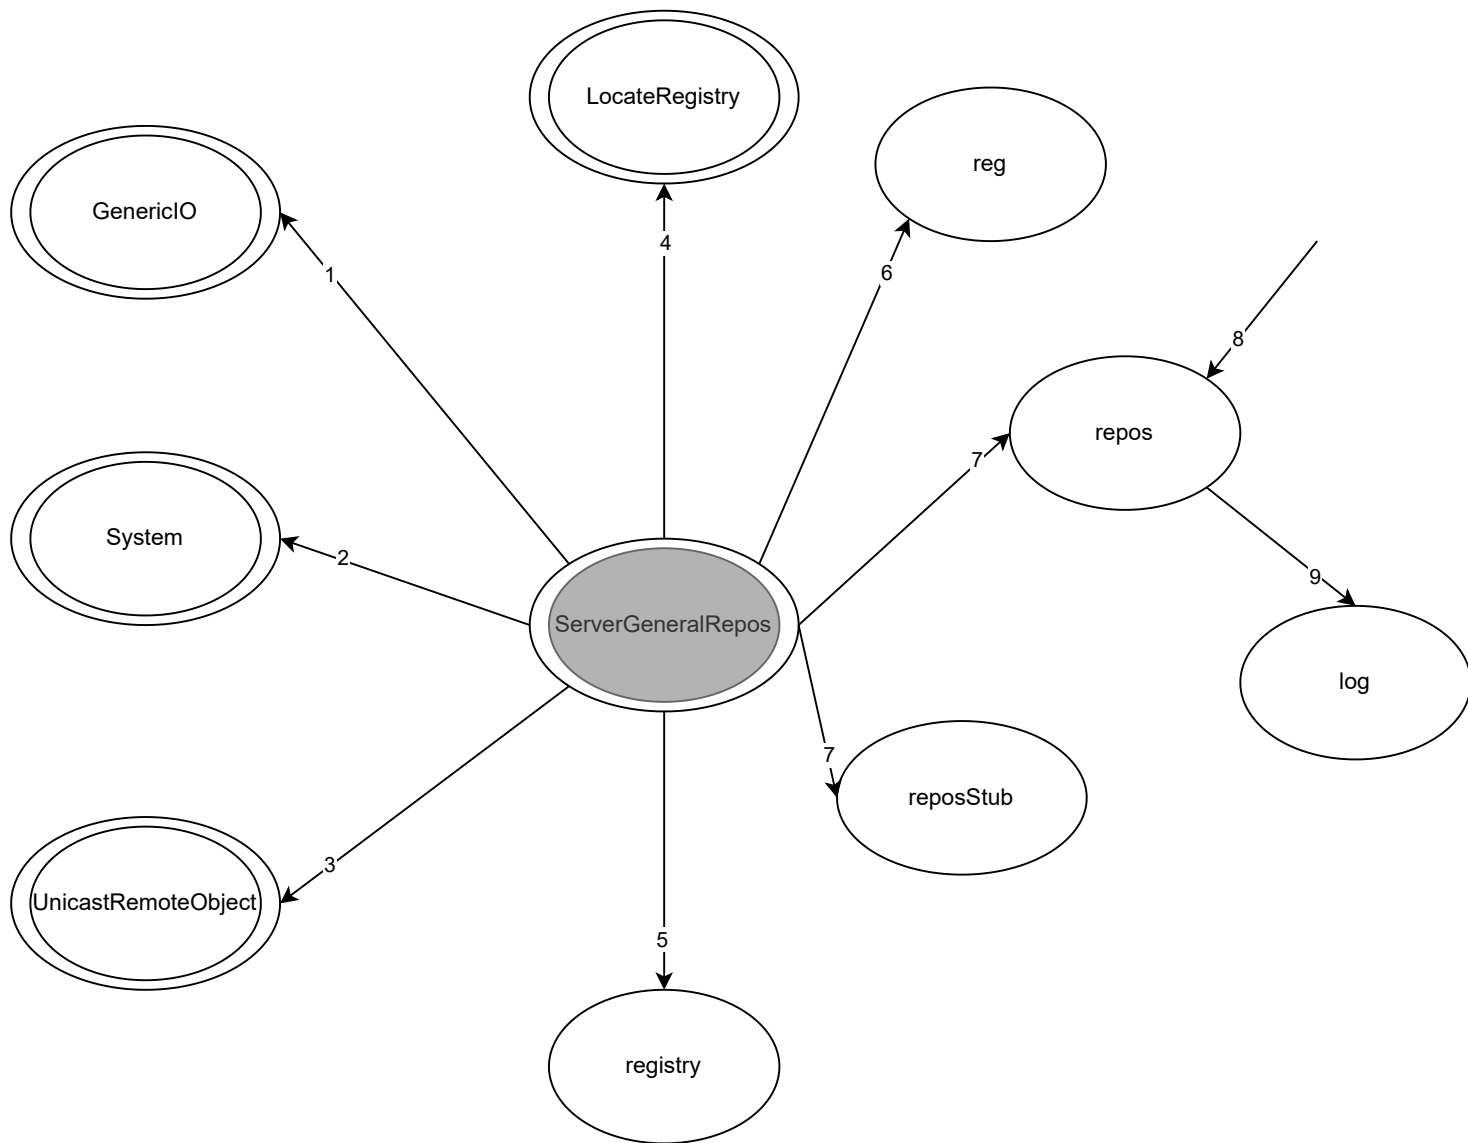 LocateRegistry
reg
GenericIO
4
6
1
8
repos
7
System
2
9
ServerGeneralRepos
log
7
reposStub
3
UnicastRemoteObject
5
registry